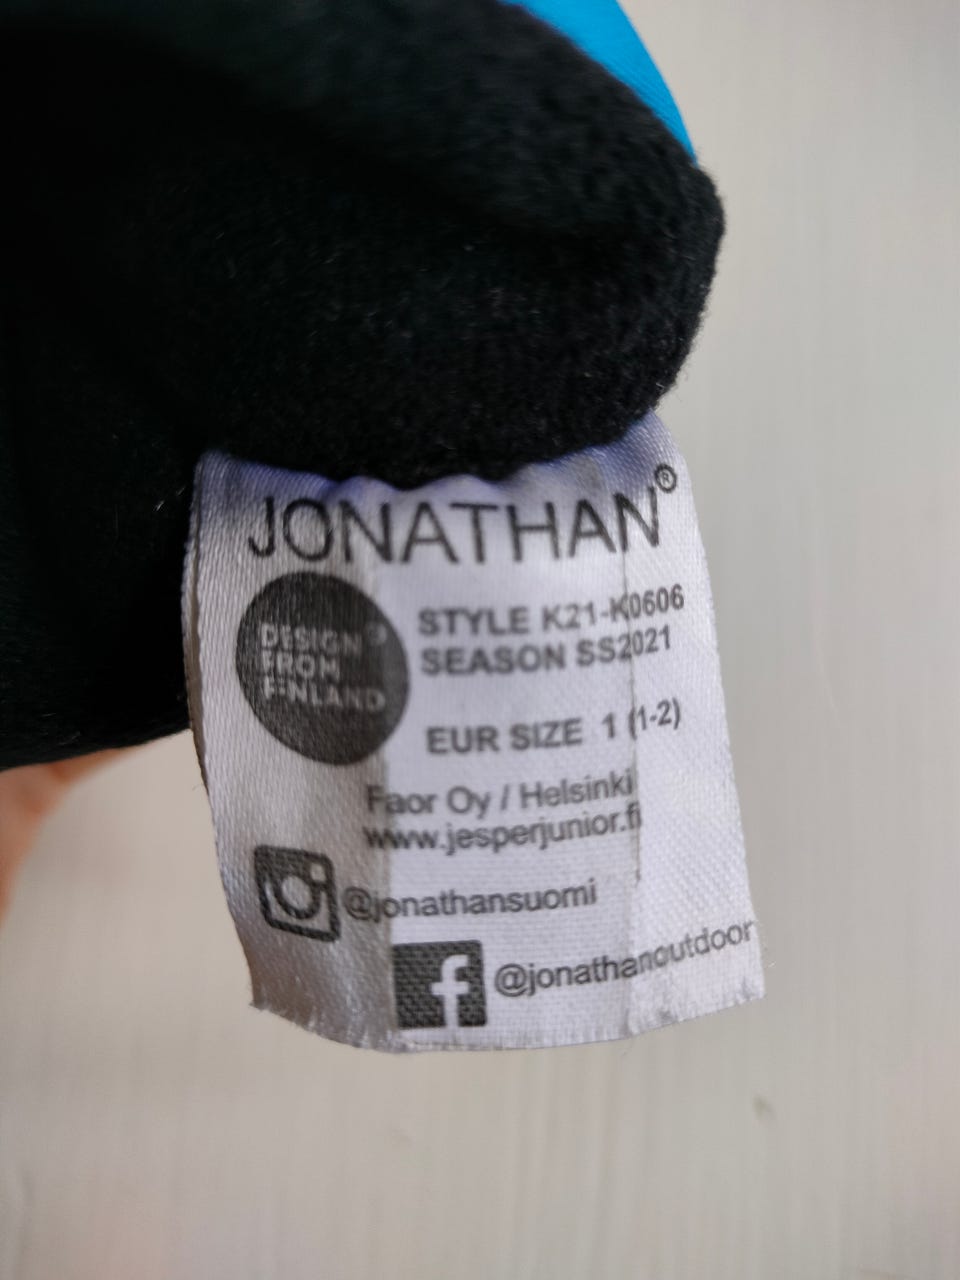 JONATHAN®
DESIGN®
FROM
FINLAND
STYLE K21-K0606
SEASON SS2021
EUR SIZE 1 (1-2)
Faor Oy / Helsinki
www.jesperjunior.fi
@jonathansuomi
f @jonathanoutdoor